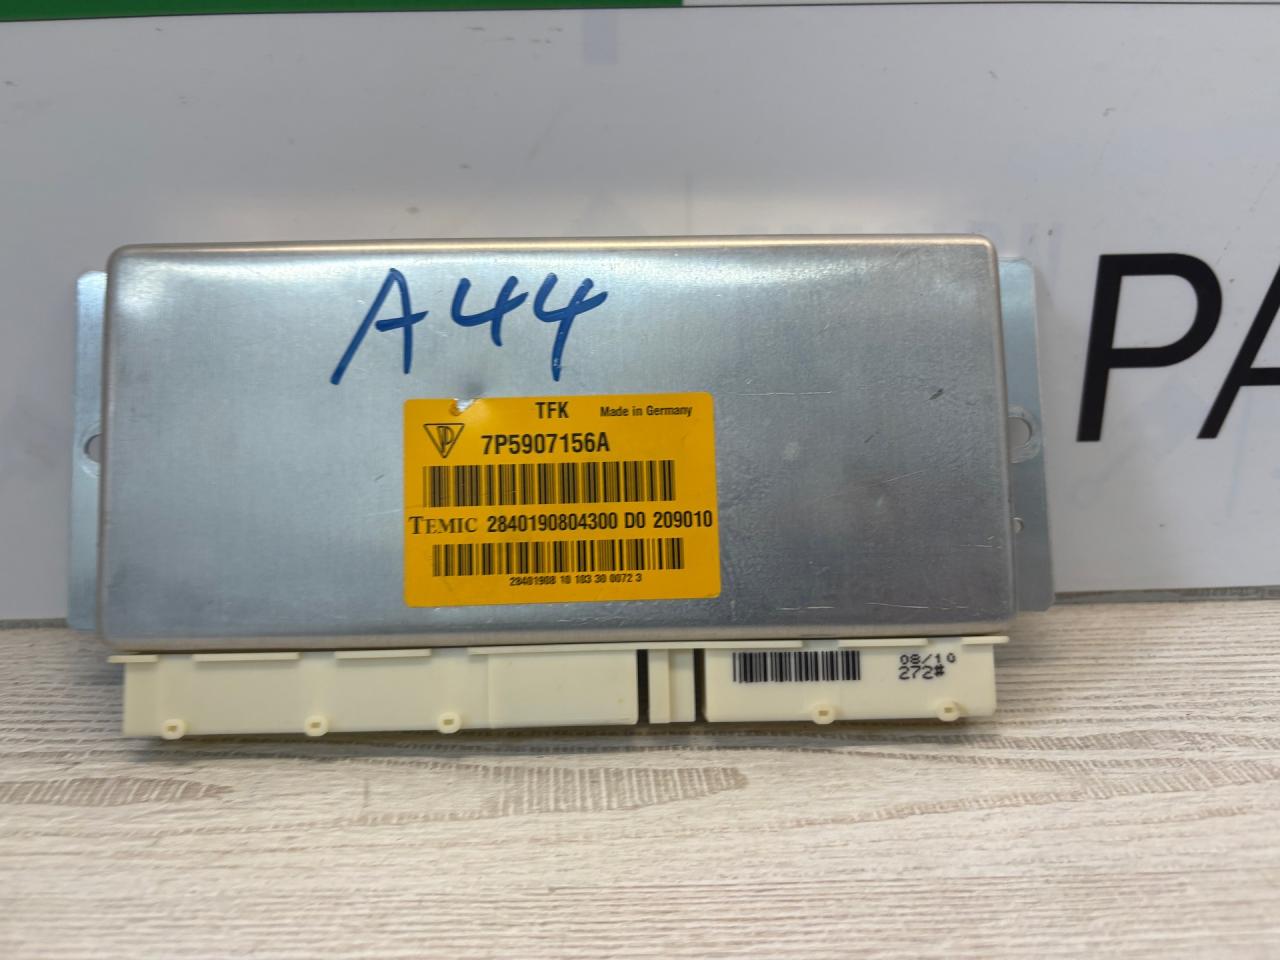 PA
A44
TFK Made in Germany
7P5907156A
TEMIC 2840190804300 D0 209010
28401908 10 103 30 0072 3
08/10
272#